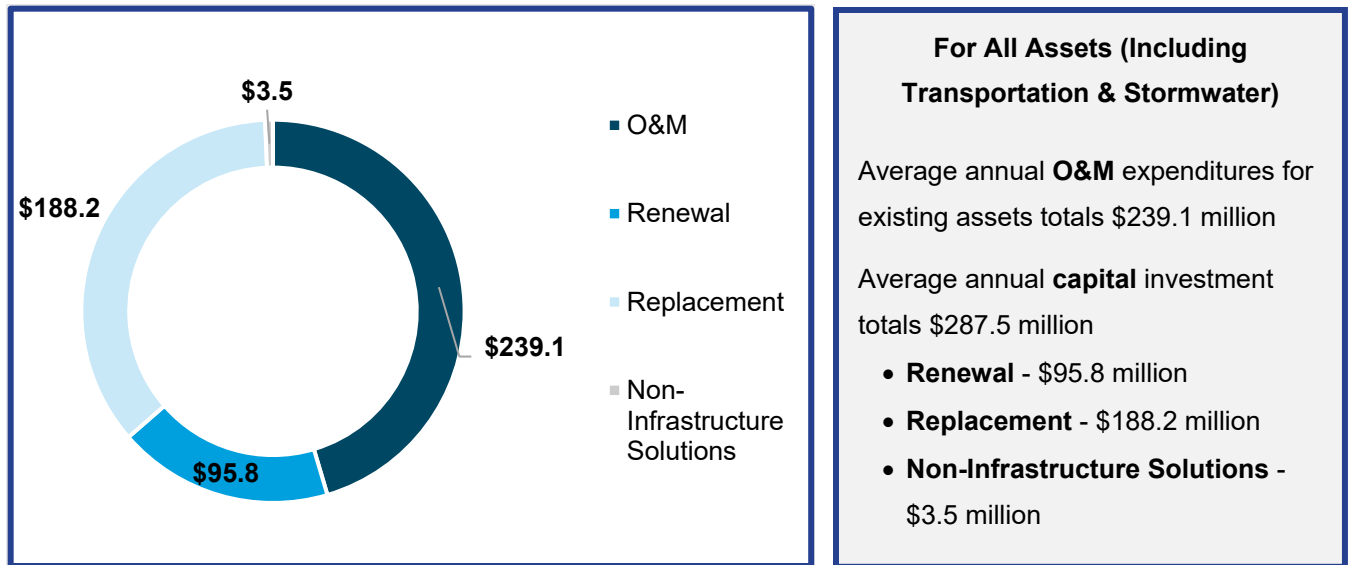 $3.5
$188.2
$239.1
$95.8
O&M
Renewal
Replacement
Non-
Infrastructure
Solutions
For All Assets (Including
Transportation & Stormwater)
Average annual O&M expenditures for
existing assets totals $239.1 million
Average annual capital investment
totals $287.5 million
• Renewal - $95.8 million
• Replacement - $188.2 million
• Non-Infrastructure Solutions -
$3.5 million